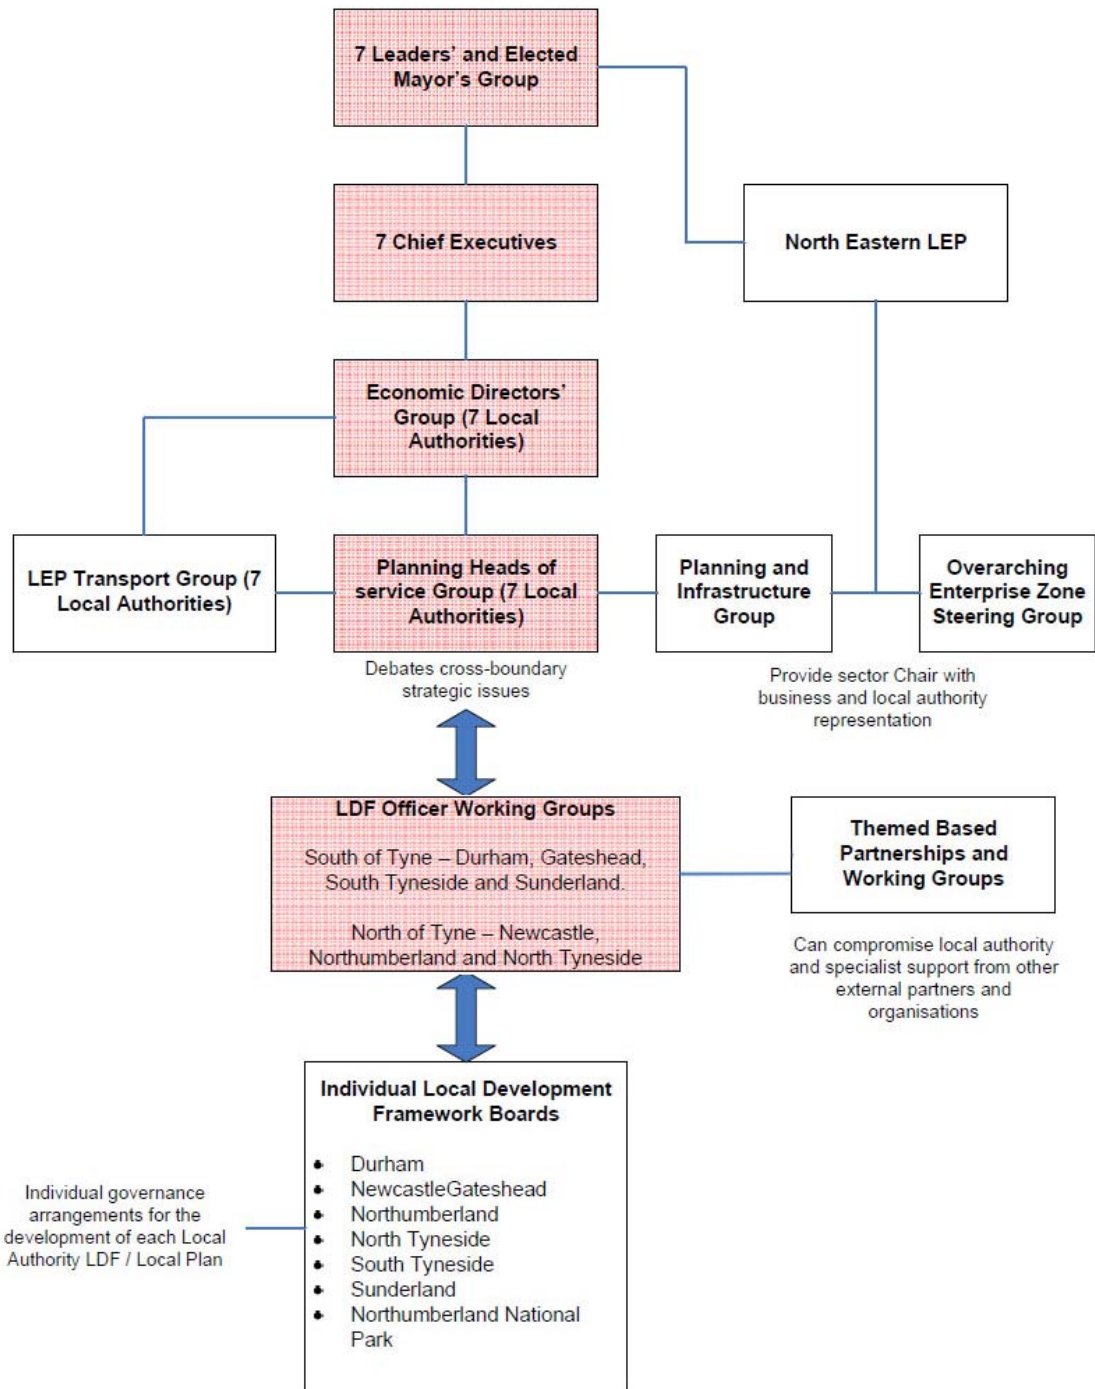 7 Leaders' and Elected
Mayor's Group
7 Chief Executives
North Eastern LEP
Economic Directors'
Group (7 Local
Authorities)
LEP Transport Group (7
Local Authorities)
Planning Heads of
service Group (7 Local
Authorities)
Planning and
Infrastructure
Group
Overarching
Enterprise Zone
Steering Group
Debates cross-boundary
strategic issues
Provide sector Chair with
business and local authority
representation
LDF Officer Working Groups
South of Tyne – Durham, Gateshead,
South Tyneside and Sunderland.
North of Tyne – Newcastle,
Northumberland and North Tyneside
Themed Based
Partnerships and
Working Groups
Can compromise local authority
and specialist support from other
external partners and
organisations
Individual Local Development
Framework Boards
Durham
NewcastleGateshead
Northumberland
North Tyneside
South Tyneside
Sunderland
Northumberland National
Park
Individual governance
arrangements for the
development of each Local
Authority LDF / Local Plan